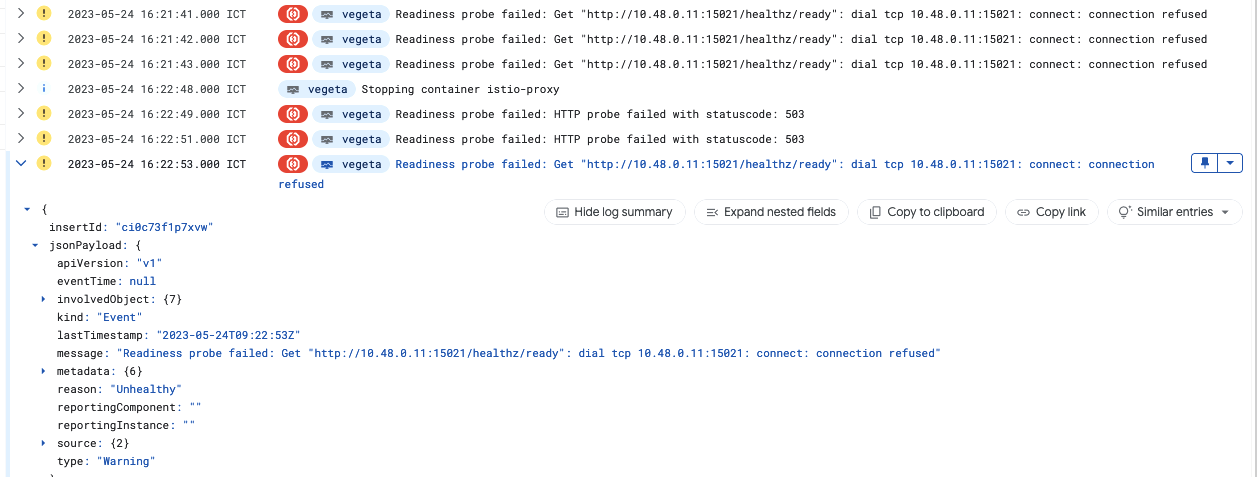 2023-05-24 16:21:41.000 ICT vegeta Readiness probe failed: Get "http://10.48.0.11:15021/healthz/ready": dial tcp 10.48.0.11:15021: connect: connection refused
2023-05-24 16:21:42.000 ICT vegeta Readiness probe failed: Get "http://10.48.0.11:15021/healthz/ready": dial tcp 10.48.0.11:15021: connect: connection refused
2023-05-24 16:21:43.000 ICT vegeta Readiness probe failed: Get "http://10.48.0.11:15021/healthz/ready": dial tcp 10.48.0.11:15021: connect: connection refused
2023-05-24 16:22:48.000 ICT vegeta Stopping container istio-proxy
2023-05-24 16:22:49.000 ICT vegeta Readiness probe failed: HTTP probe failed with statuscode: 503
2023-05-24 16:22:51.000 ICT vegeta Readiness probe failed: HTTP probe failed with statuscode: 503
2023-05-24 16:22:53.000 ICT vegeta Readiness probe failed: Get "http://10.48.0.11:15021/healthz/ready": dial tcp 10.48.0.11:15021: connect: connection
refused
{
Hide log summary Expand nested fields Copy to clipboard Copy link Similar entries
insertId: "ci0c73f1p7xvw"
jsonPayload: {
apiVersion: "v1"
eventTime: null
involvedObject: {7}
kind: "Event"
lastTimestamp: "2023-05-24T09:22:53Z"
message: "Readiness probe failed: Get "http://10.48.0.11:15021/healthz/ready": dial tcp 10.48.0.11:15021: connect: connection refused"
metadata: {6}
reason: "Unhealthy"
reportingComponent: ""
reportingInstance: ""
source: {2}
type: "Warning"